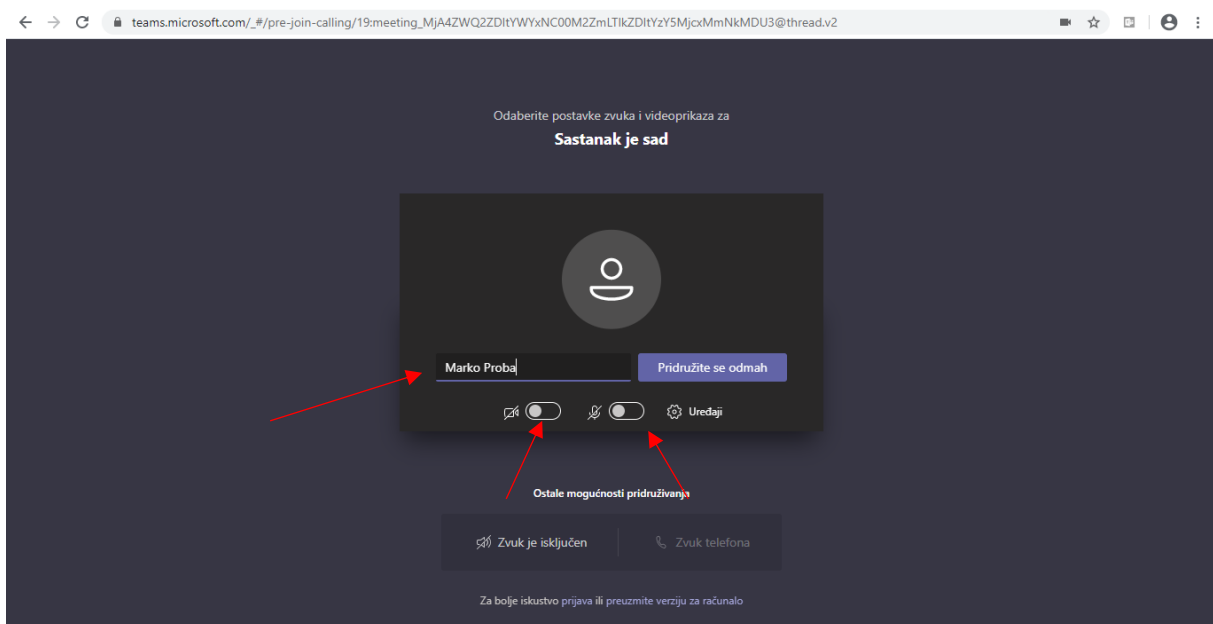 teams.microsoft.com/_#/pre-join-calling/19:meeting_MjA4ZWQ2ZDItYWYxNC00M2ZmLTlkZDItYzY5MjcxMmNkMDU3@thread.v2
Odaberite postavke zvuka i videoprikaza za
Sastanak je sad
Marko Proba
Pridružite se odmah
Uređaji
Ostale mogućnosti pridruživanja
Zvuk je isključen
Zvuk telefona
Za bolje iskustvo prijava ili preuzmite verziju za računalo